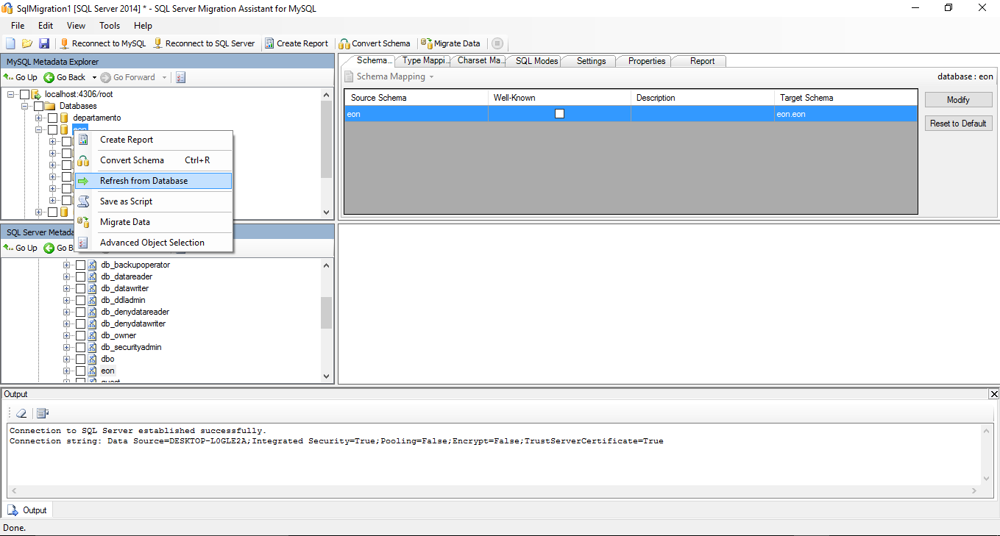 SqlMigration1 [SQL Server 2014] * - SQL Server Migration Assistant for MySQL
File Edit View Tools Help
Reconnect to MySQL Reconnect to SQL Server Create Report Convert Schema Migrate Data
MySQL Metadata Explorer
Go Up Go Back Go Forward
localhost:4306/root
Databases
departamento
eon
Create Report
Convert Schema Ctrl+R
Refresh from Database
Save as Script
Migrate Data
Advanced Object Selection
Schema... Type Mappi... Charset Ma... SQL Modes Settings Properties Report
Schema Mapping database : eon
Source Schema Well-Known Description Target Schema
eon eon.eon
Modify
Reset to Default
SQL Server Metada
Go Up Go B
db_backupoperator
db_datareader
db_datawriter
db_ddladmin
db_denydatareader
db_denydatawriter
db_owner
db_securityadmin
dbo
eon
guest
Output
Connection to SQL Server established successfully.
Connection string: Data Source=DESKTOP-L0GLE2A;Integrated Security=True;Pooling=False;Encrypt=False;TrustServerCertificate=True
Output
Done.